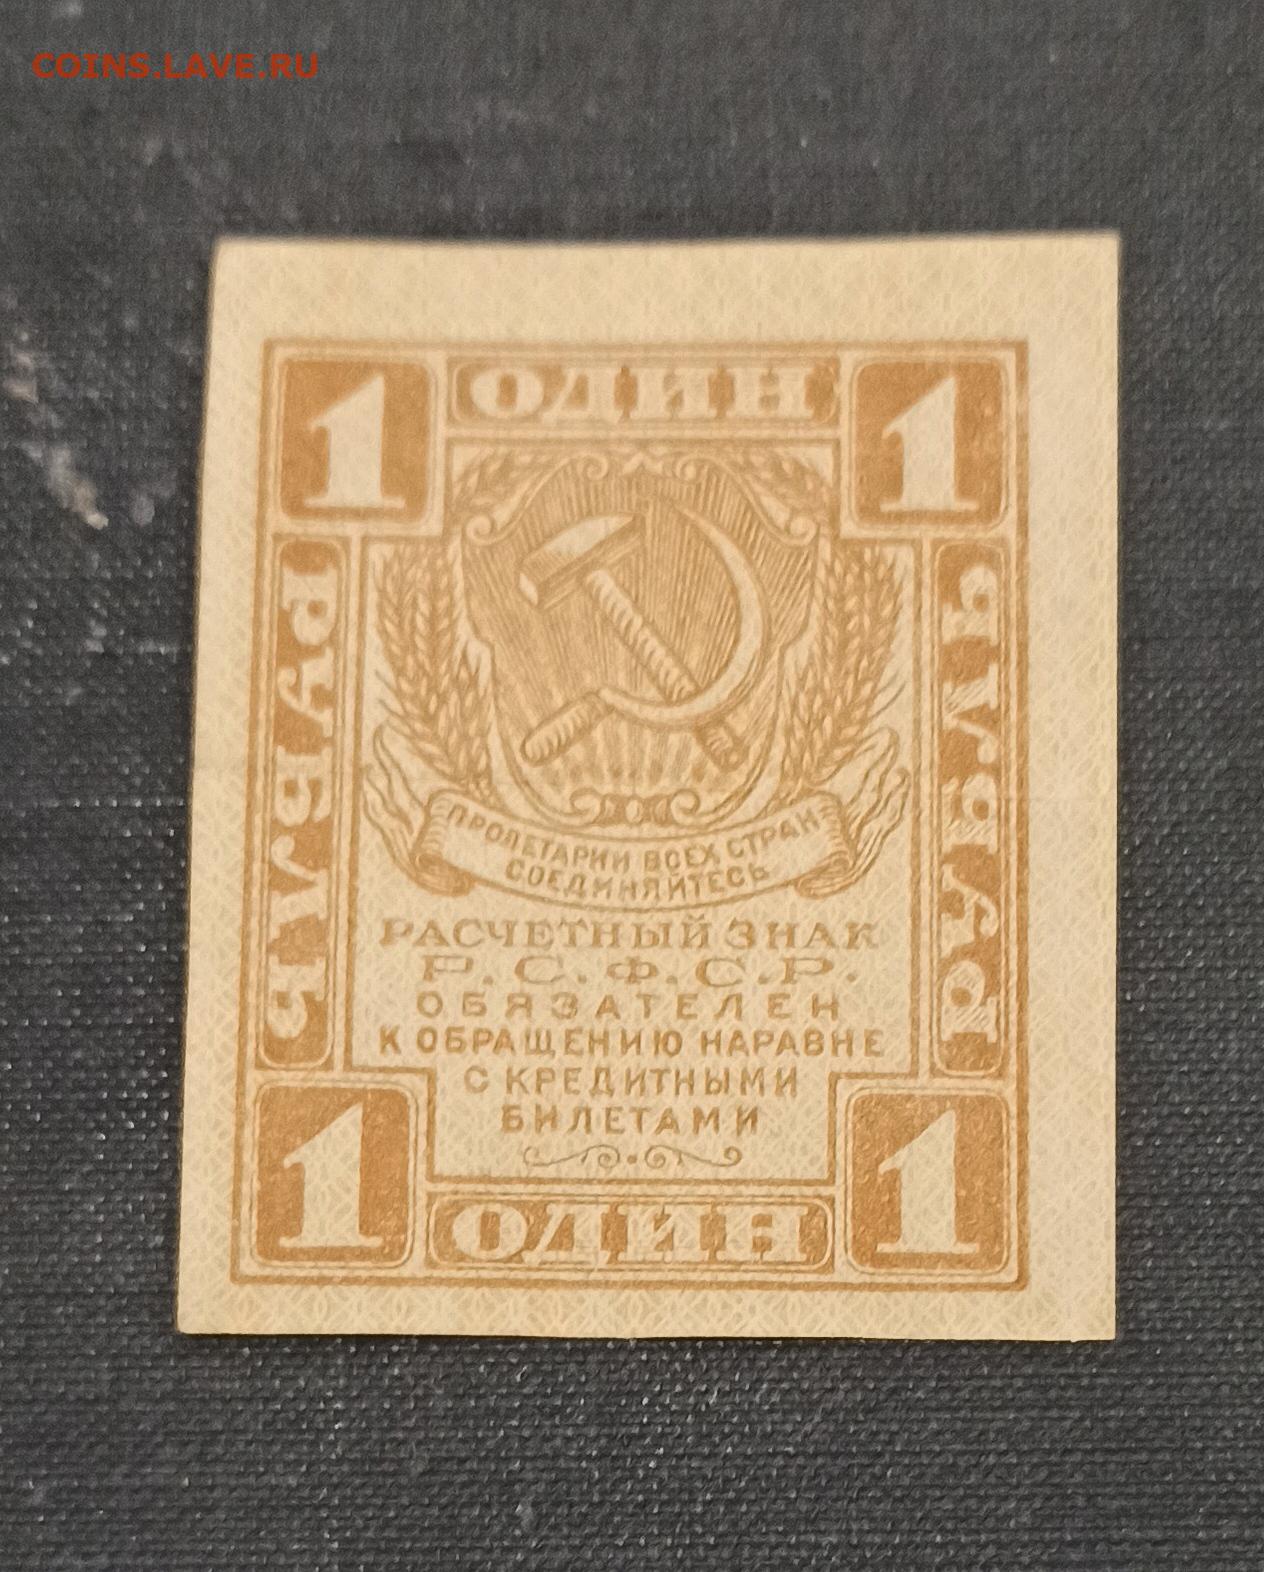 COINS.LAVE.RU
1 ОДИН 1
РУБЛЬ
РУБЛЬ
ПРОЛЕТАРИИ ВСЕХ СТРАН
СОЕДИНЯЙТЕСЬ
РАСЧЕТНЫЙ ЗНАК
Р.С.Ф.С.Р.
ОБЯЗАТЕЛЕН
К ОБРАЩЕНИЮ НАРАВНЕ
С КРЕДИТНЫМИ
БИЛЕТАМИ
1 ОДИН 1